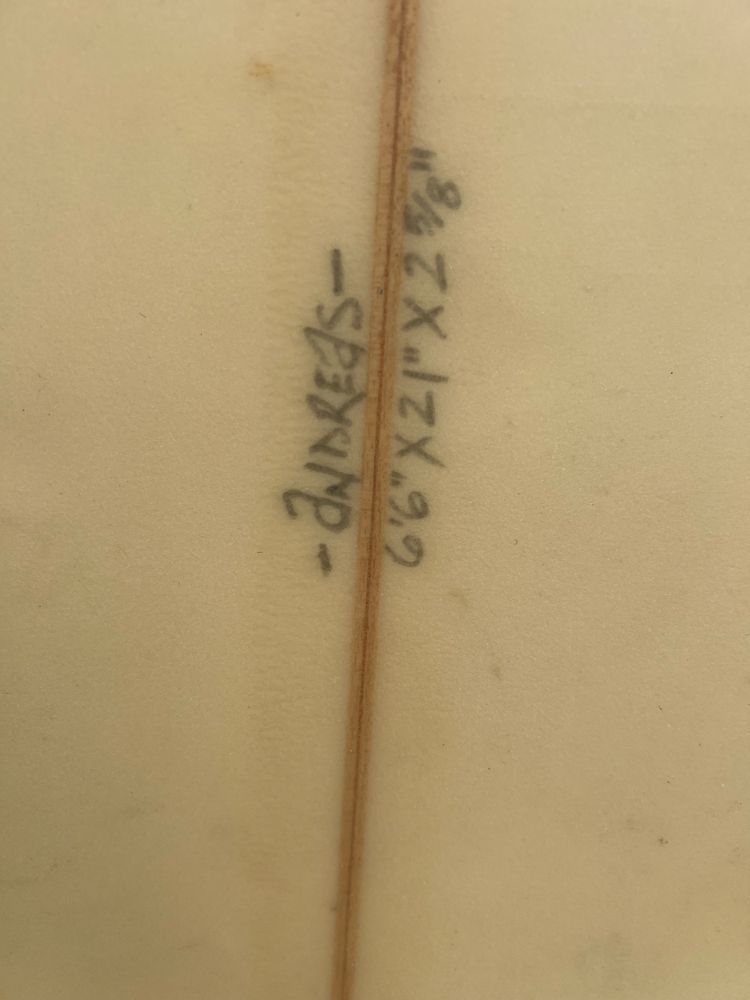 - ANDREAS -
6'6" X 21" X 2 5/8"